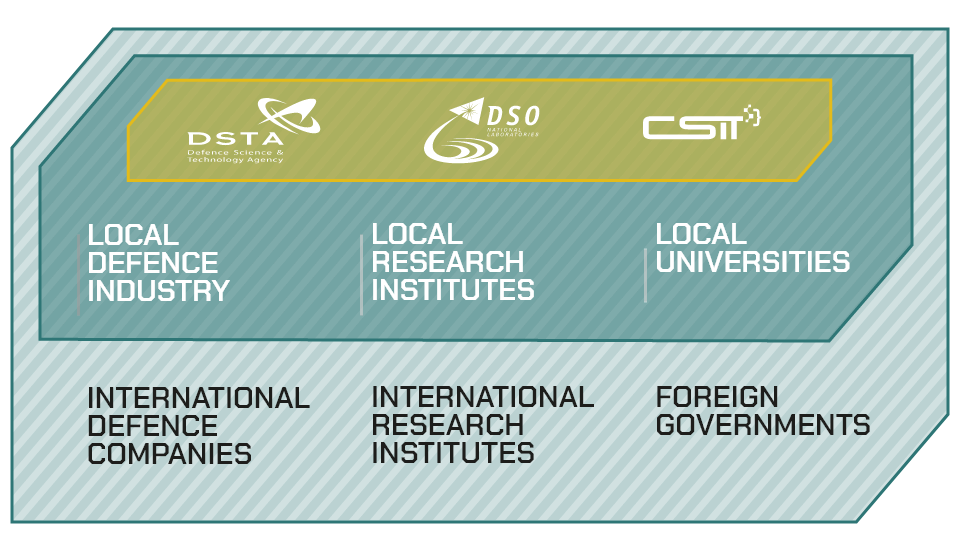 DSTA
Defence Science &
Technology Agency
DSO
NATIONAL
LABORATORIES
CSIT
LOCAL
DEFENCE
INDUSTRY
LOCAL
RESEARCH
INSTITUTES
LOCAL
UNIVERSITIES
INTERNATIONAL
DEFENCE
COMPANIES
INTERNATIONAL
RESEARCH
INSTITUTES
FOREIGN
GOVERNMENTS